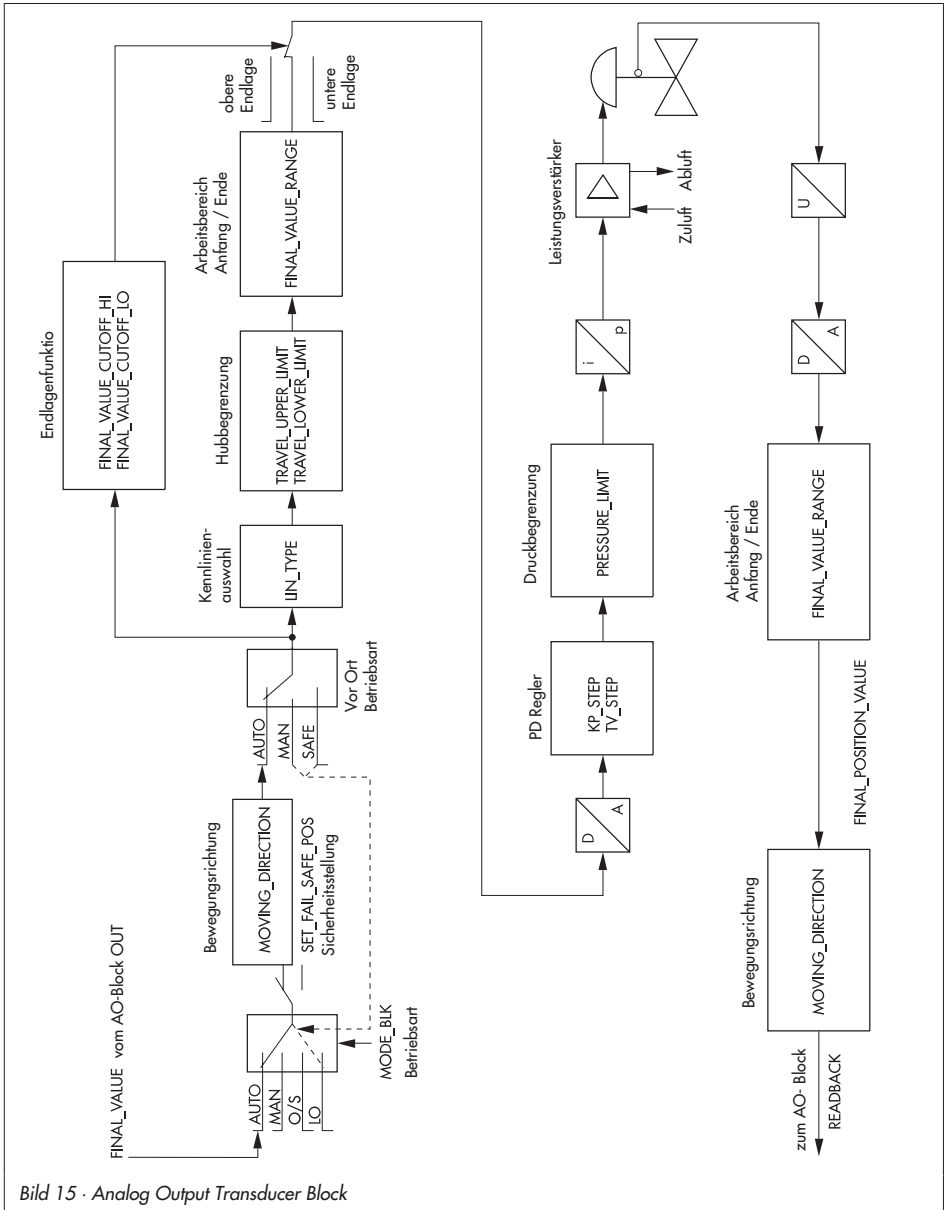 FINAL_VALUE vom AO-Block OUT
AUTO
MAN
O/S
LO
MODE_BLK
Betriebsart
Bewegungsrichtung
MOVING_DIRECTION
SET_FAIL_SAFE_POS
Sicherheitsstellung
AUTO
MAN
SAFE
Vor Ort
Betriebsart
Kennlinien-
auswahl
LIN_TYPE
Hubbegrenzung
TRAVEL_UPPER_LIMIT
TRAVEL_LOWER_LIMIT
Arbeitsbereich
Anfang / Ende
FINAL_VALUE_RANGE
Endlagenfunktio
FINAL_VALUE_CUTOFF_HI
FINAL_VALUE_CUTOFF_LO
obere
Endlage
untere
Endlage
D
A
PD Regler
KP_STEP
TV_STEP
Druckbegrenzung
PRESSURE_LIMIT
i
p
Leistungsverstärker
Zuluft
Abluft
U
D
A
Arbeitsbereich
Anfang / Ende
FINAL_VALUE_RANGE
FINAL_POSITION_VALUE
Bewegungsrichtung
MOVING_DIRECTION
zum AO- Block
READBACK
Bild 15 · Analog Output Transducer Block